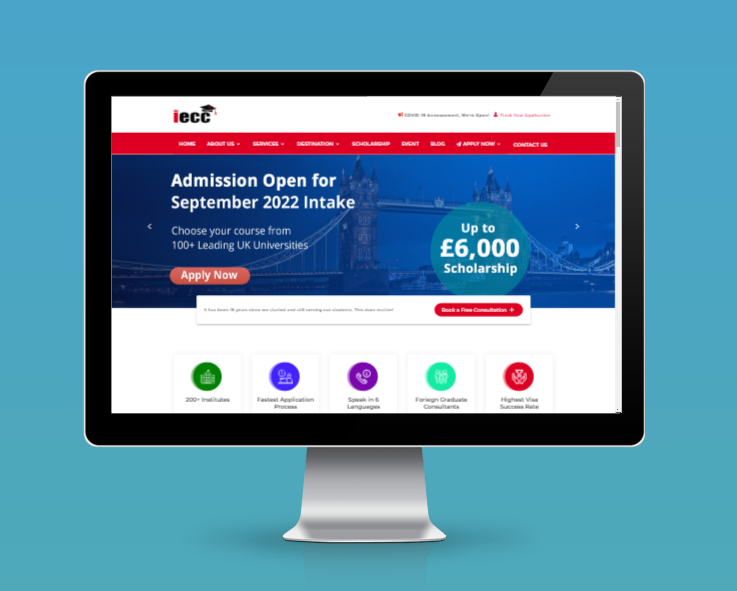 iecc
COVID-19 Announcement, We're Open! Track Your Application
HOME ABOUT US SERVICES DESTINATION SCHOLARSHIP EVENT BLOG APPLY NOW CONTACT US
Admission Open for
September 2022 Intake
Choose your course from
100+ Leading UK Universities
Apply Now
Up to
£6,000
Scholarship
It has been 16 years since we started and still serving our students. This does matter!
Book a Free Consultation +
200+ Institutes
Fastest Application
Process
Speak in 6
Languages
Foriegn Graduate
Consultants
Highest Visa
Success Rate